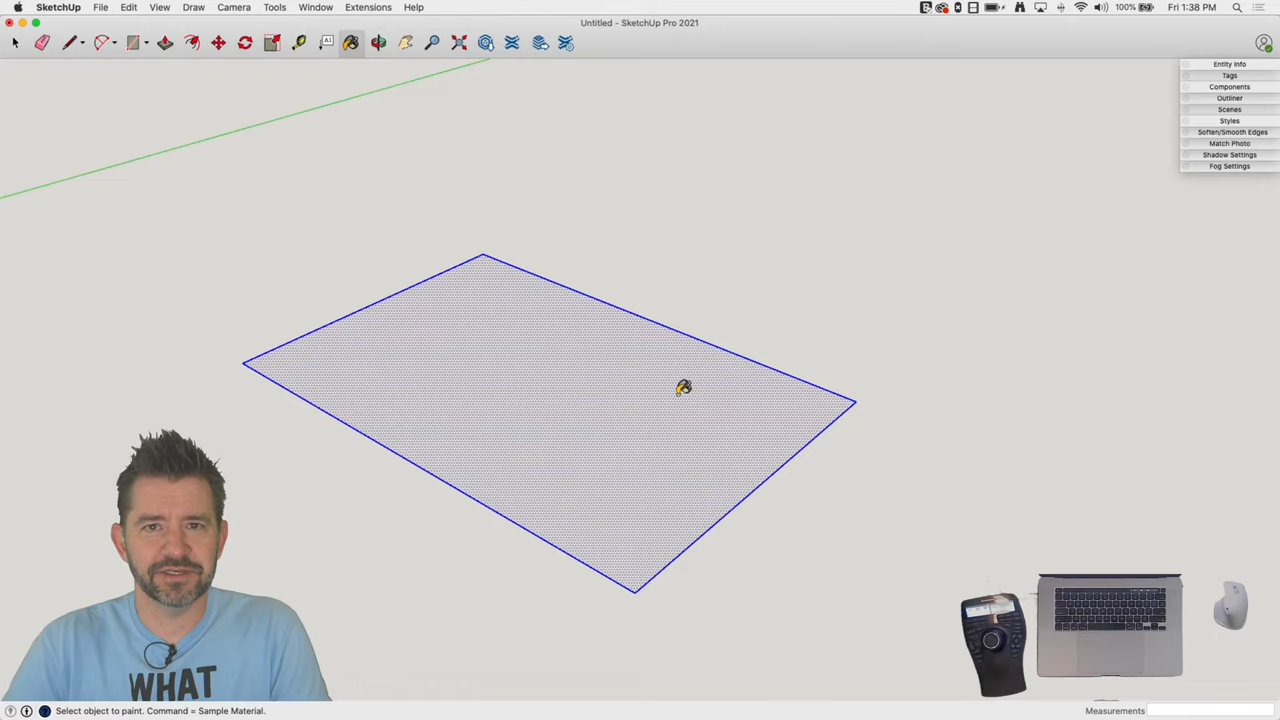 SketchUp File Edit View Draw Camera Tools Window Extensions Help 100% Fri 1:38 PM
Untitled - SketchUp Pro 2021
A1
Entity Info
Tags
Components
Outliner
Scenes
Styles
Soften/Smooth Edges
Match Photo
Shadow Settings
Fog Settings
WHAT
Select object to paint. Command = Sample Material.
Measurements